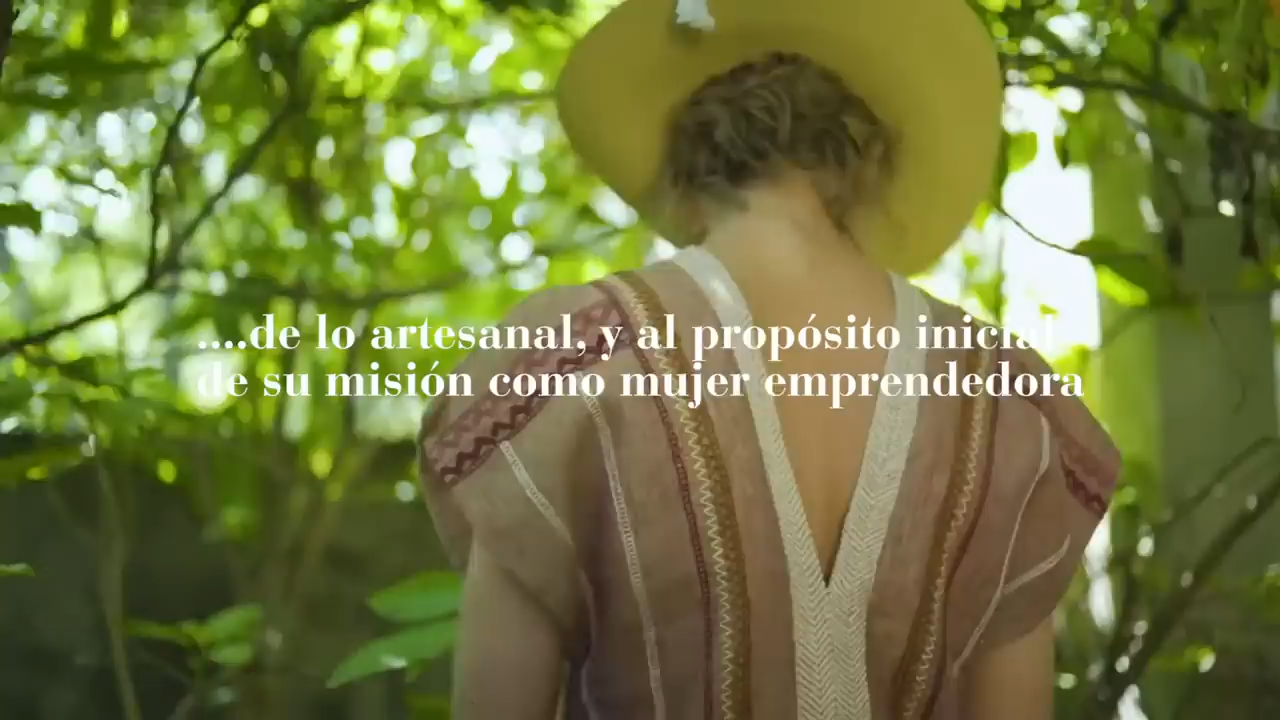 ....de lo artesanal, y al propósito inicial
de su misión como mujer emprendedora